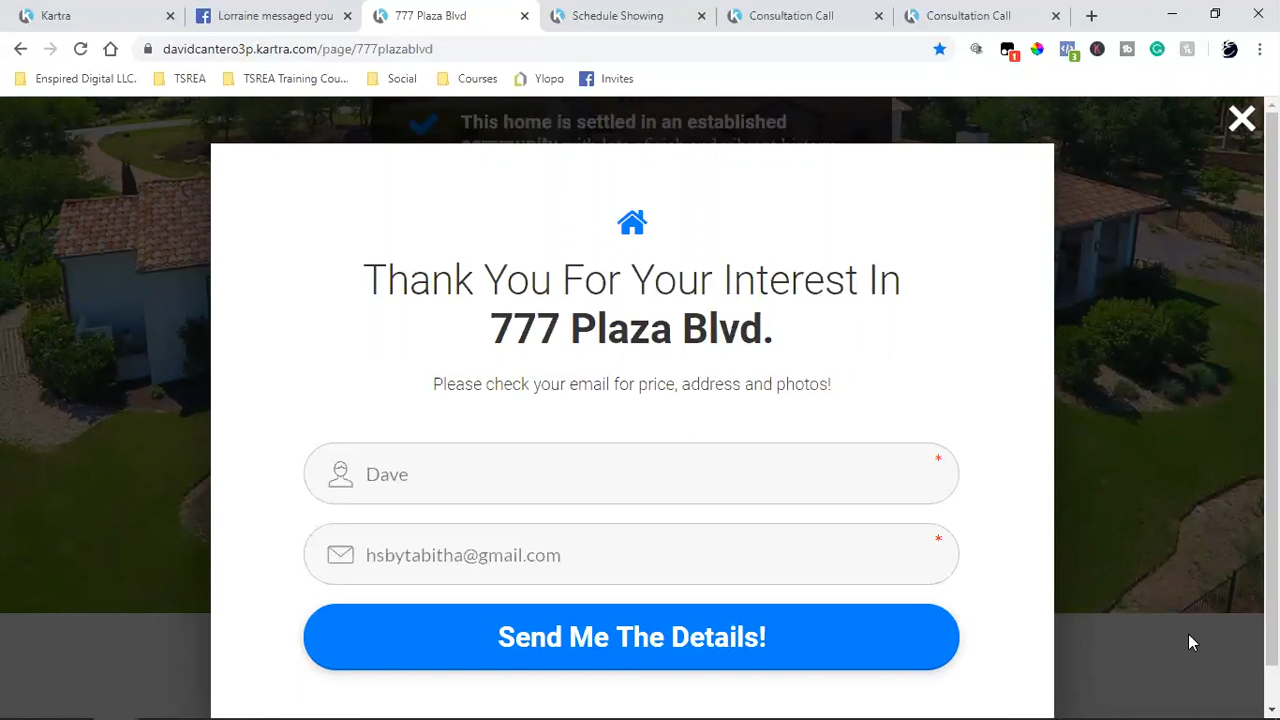 Kartra
Lorraine messaged you
777 Plaza Blvd
Schedule Showing
Consultation Call
Consultation Call
davidcantero3p.kartra.com/page/777plazablvd
1
3
Enspired Digital LLC.
TSREA
TSREA Training Cou...
Social
Courses
Ylopo
Invites
This home is settled in an established
Thank You For Your Interest In
777 Plaza Blvd.
Please check your email for price, address and photos!
Dave *
hsbytabitha@gmail.com *
Send Me The Details!